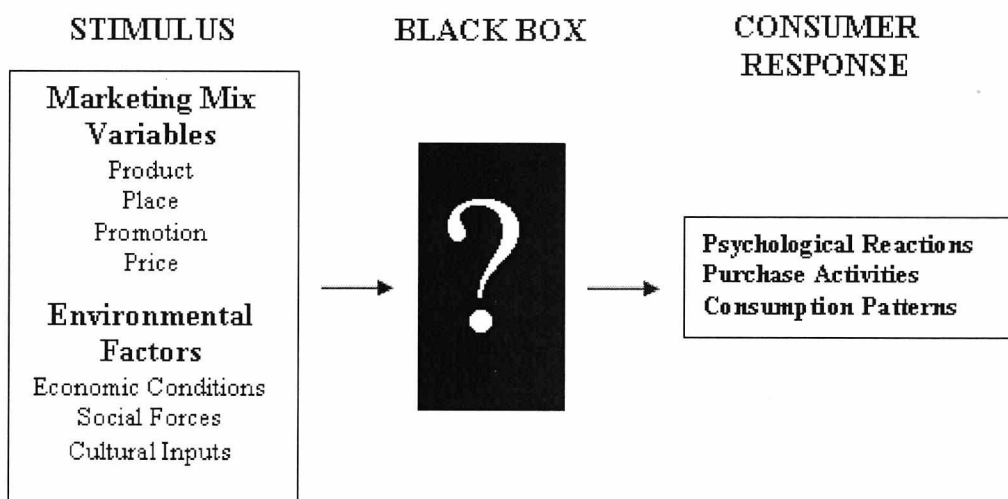 STIMULUS
Marketing Mix
Variables
Product
Place
Promotion
Price
Environmental
Factors
Economic Conditions
Social Forces
Cultural Inputs
BLACK BOX
?
CONSUMER
RESPONSE
Psychological Reactions
Purchase Activities
Consumption Patterns